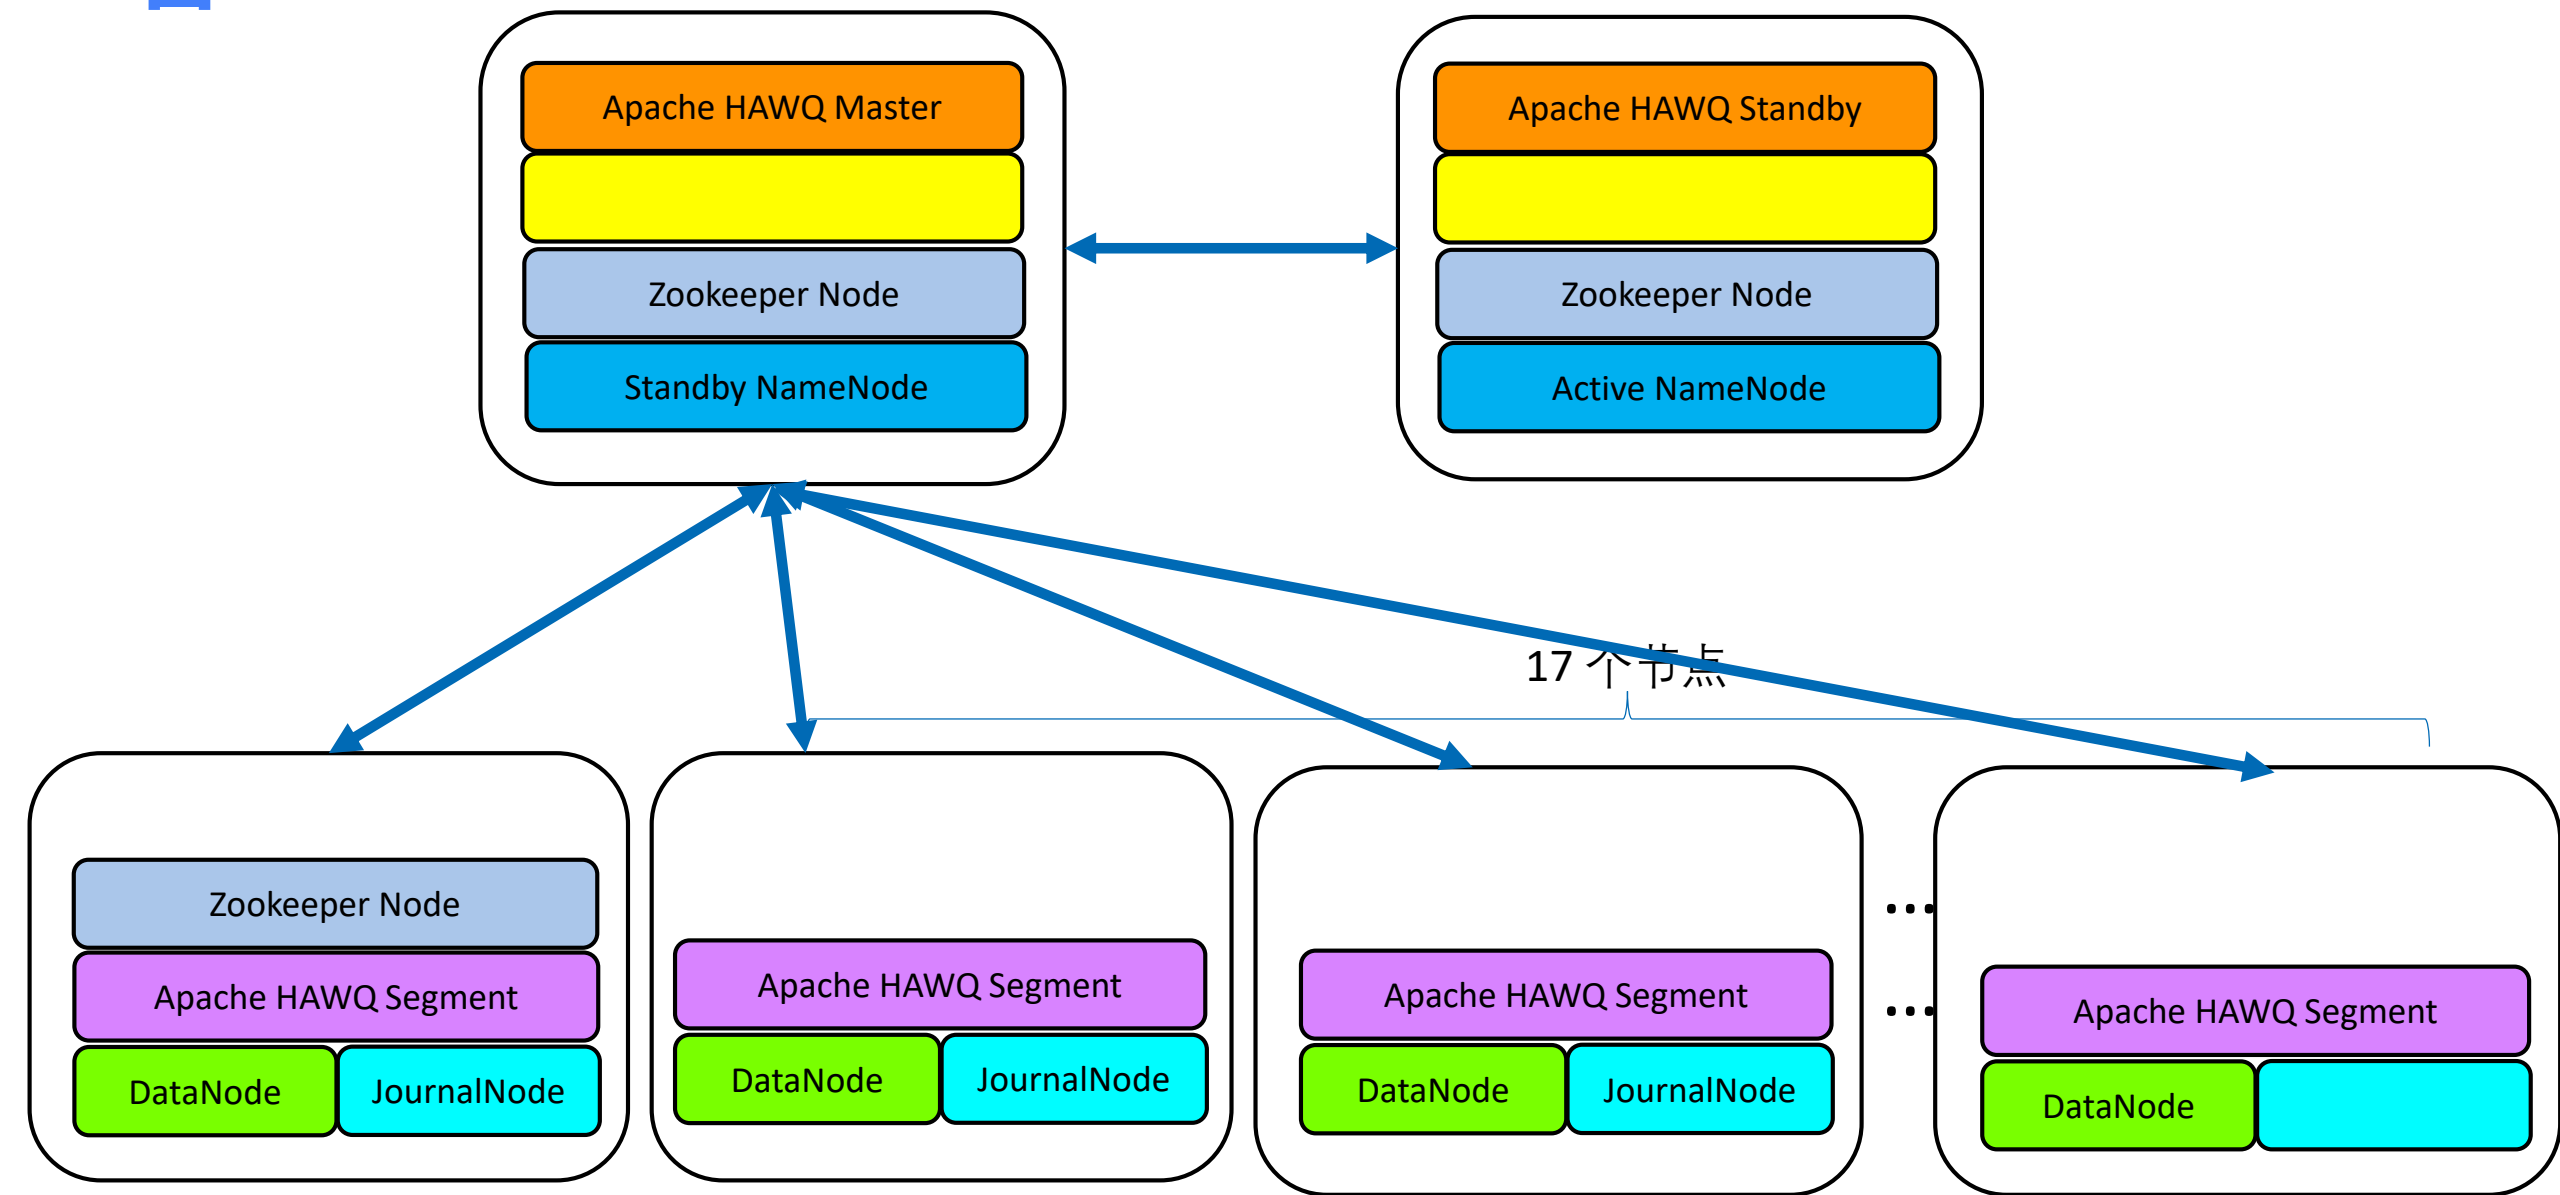 Apache HAWQ Master
Apache HAWQ Standby
Zookeeper Node
Zookeeper Node
Standby NameNode
Active NameNode
17 个节点
Zookeeper Node
Apache HAWQ Segment
Apache HAWQ Segment
Apache HAWQ Segment
...
Apache HAWQ Segment
...
DataNode
JournalNode
DataNode
JournalNode
DataNode
JournalNode
DataNode